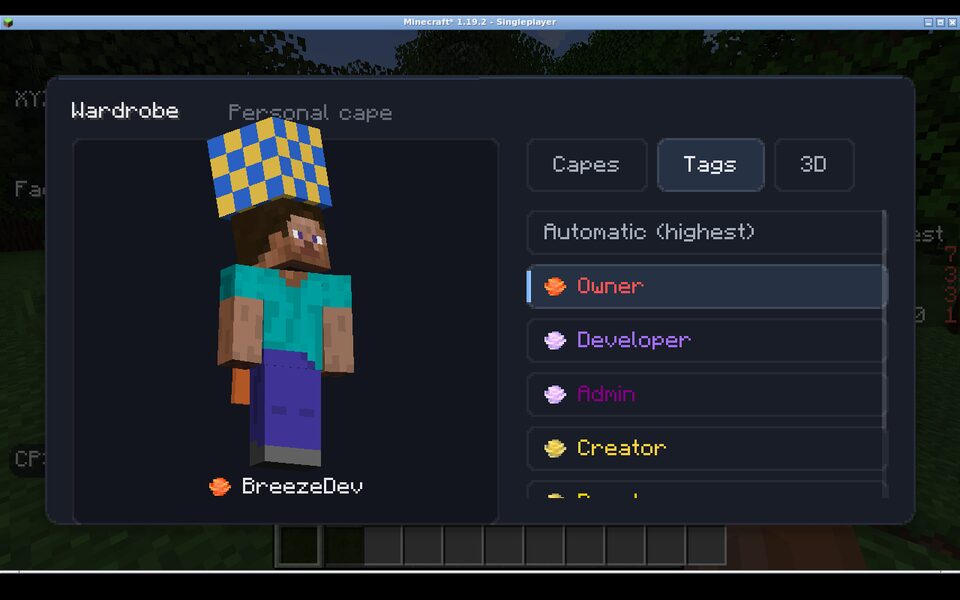 Minecraft* 1.19.2 - Singleplayer
Wardrobe
Personal cape
Capes
Tags
3D
Automatic (highest)
Owner
Developer
Admin
Creator
BreezeDev